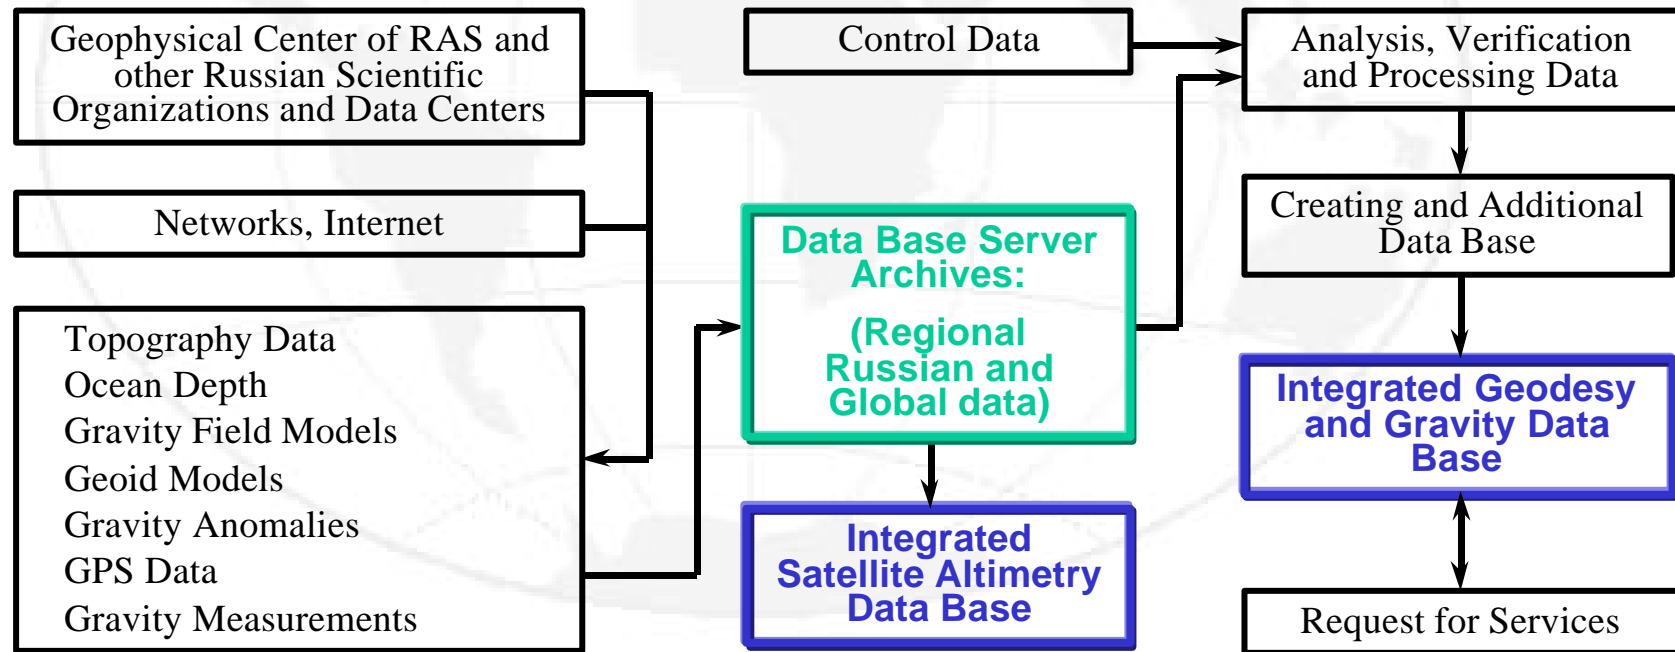 Geophysical Center of RAS and
other Russian Scientific
Organizations and Data Centers
Networks, Internet
Topography Data
Ocean Depth
Gravity Field Models
Geoid Models
Gravity Anomalies
GPS Data
Gravity Measurements
Control Data
Data Base Server
Archives:
(Regional
Russian and
Global data)
Integrated
Satellite Altimetry
Data Base
Analysis, Verification
and Processing Data
Creating and Additional
Data Base
Integrated Geodesy
and Gravity Data
Base
Request for Services